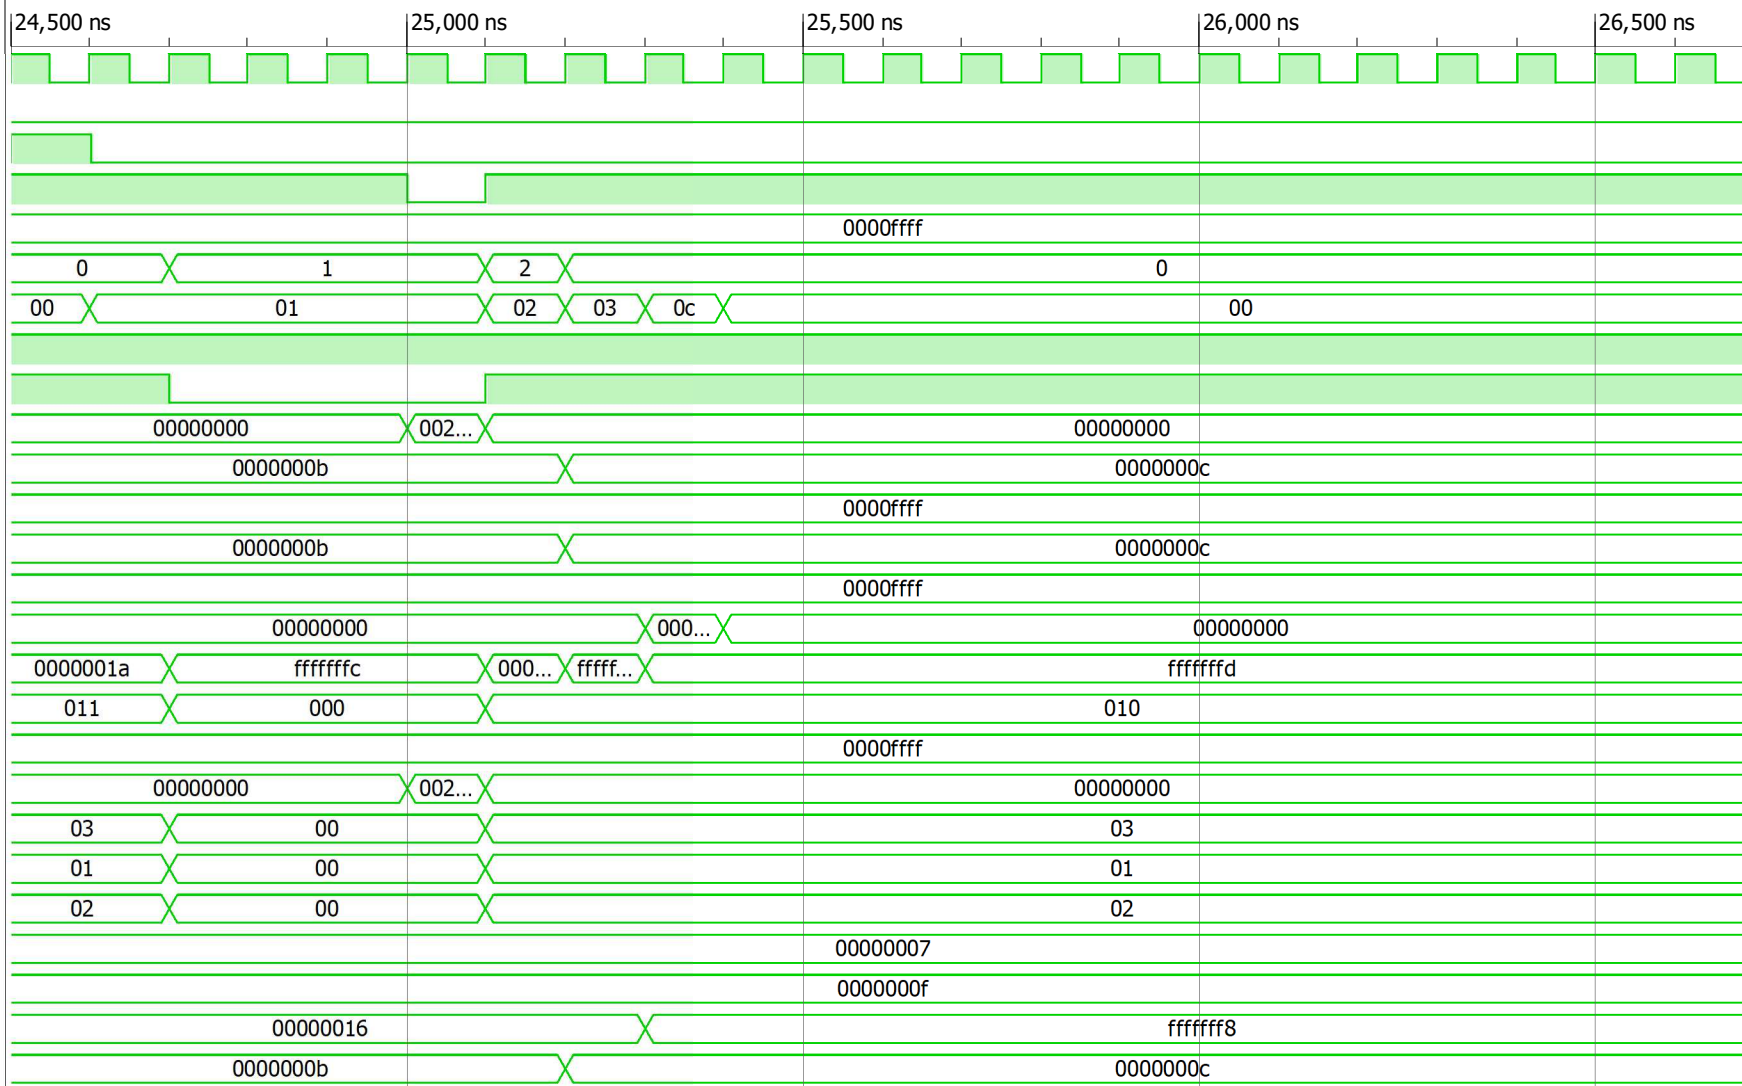 24,500 ns 25,000 ns 25,500 ns 26,000 ns 26,500 ns
0000ffff
0 1 2 0
00 01 02 03 0c 00
00000000 002... 00000000
0000000b 0000000c
0000ffff
0000000b 0000000c
0000ffff
00000000 000... 00000000
0000001a fffffffc 000... fffff... fffffffd
011 000 010
0000ffff
00000000 002... 00000000
03 00 03
01 00 01
02 00 02
00000007
0000000f
00000016 fffffff8
0000000b 0000000c